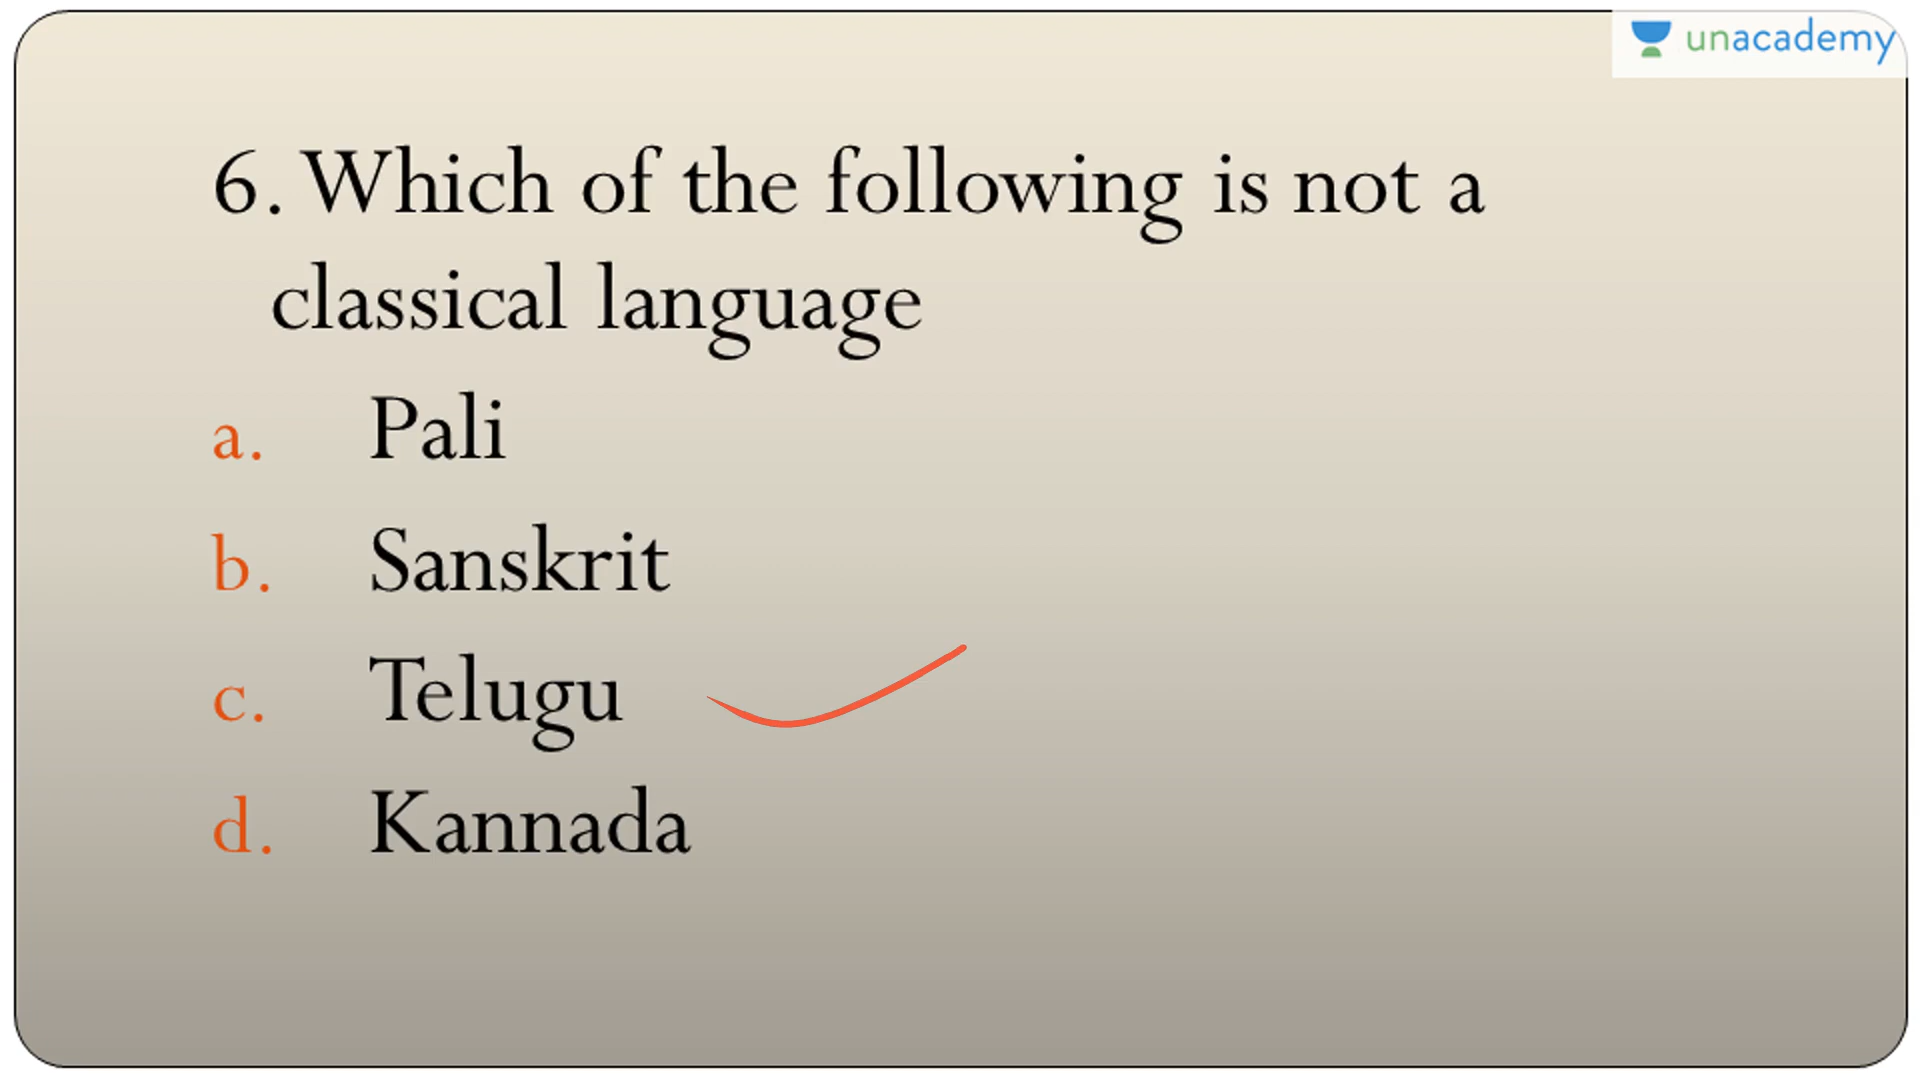 unacademy
6. Which of the following is not a
classical language
a. Pali
b. Sanskrit
c. Telugu
d. Kannada